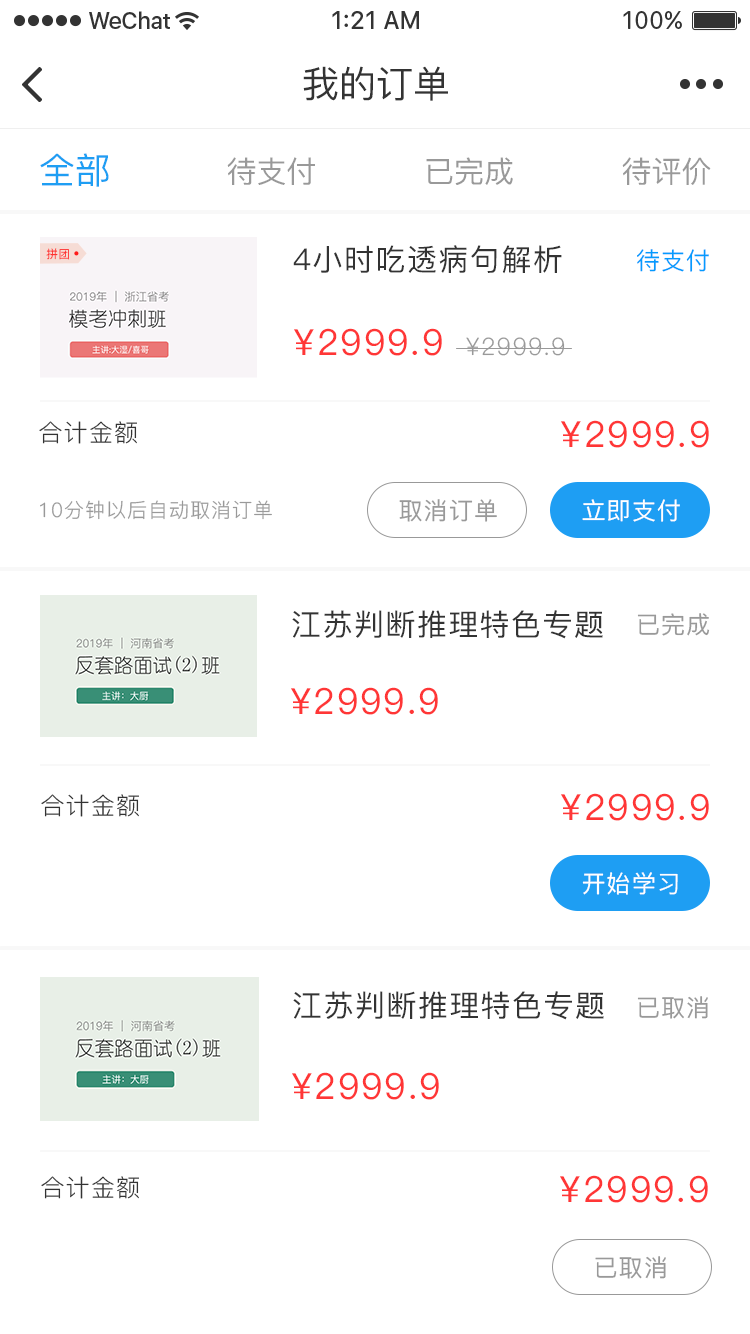 WeChat 1:21 AM 100%
我的订单
全部 待支付 已完成 待评价
拼团
4小时吃透病句解析 待支付
2019年 | 浙江省考
模考冲刺班
主讲:大涩/喜哥
¥2999.9 ¥2999.9
合计金额 ¥2999.9
10分钟以后自动取消订单 取消订单 立即支付
江苏判断推理特色专题 已完成
2019年 | 河南省考
反套路面试(2)班
主讲：大厨
¥2999.9
合计金额 ¥2999.9
开始学习
江苏判断推理特色专题 已取消
2019年 | 河南省考
反套路面试(2)班
主讲：大厨
¥2999.9
合计金额 ¥2999.9
已取消